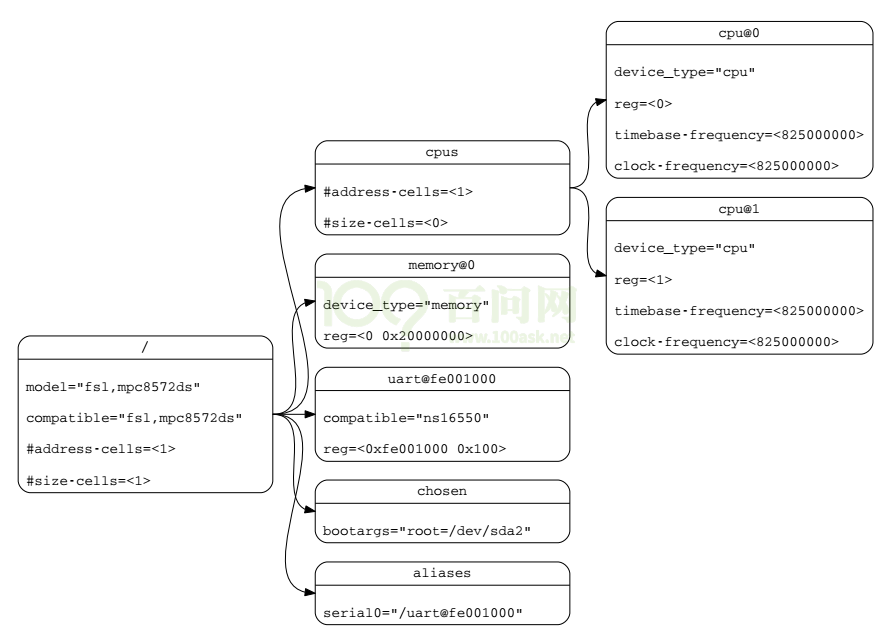 /
model="fsl,mpc8572ds"
compatible="fsl,mpc8572ds"
#address-cells=<1>
#size-cells=<1>
cpus
#address-cells=<1>
#size-cells=<0>
memory@0
device_type="memory"
reg=<0 0x20000000>
uart@fe001000
compatible="ns16550"
reg=<0xfe001000 0x100>
chosen
bootargs="root=/dev/sda2"
aliases
serial0="/uart@fe001000"
cpu@0
device_type="cpu"
reg=<0>
timebase-frequency=<825000000>
clock-frequency=<825000000>
cpu@1
device_type="cpu"
reg=<1>
timebase-frequency=<825000000>
clock-frequency=<825000000>
百问网
www.100ask.net